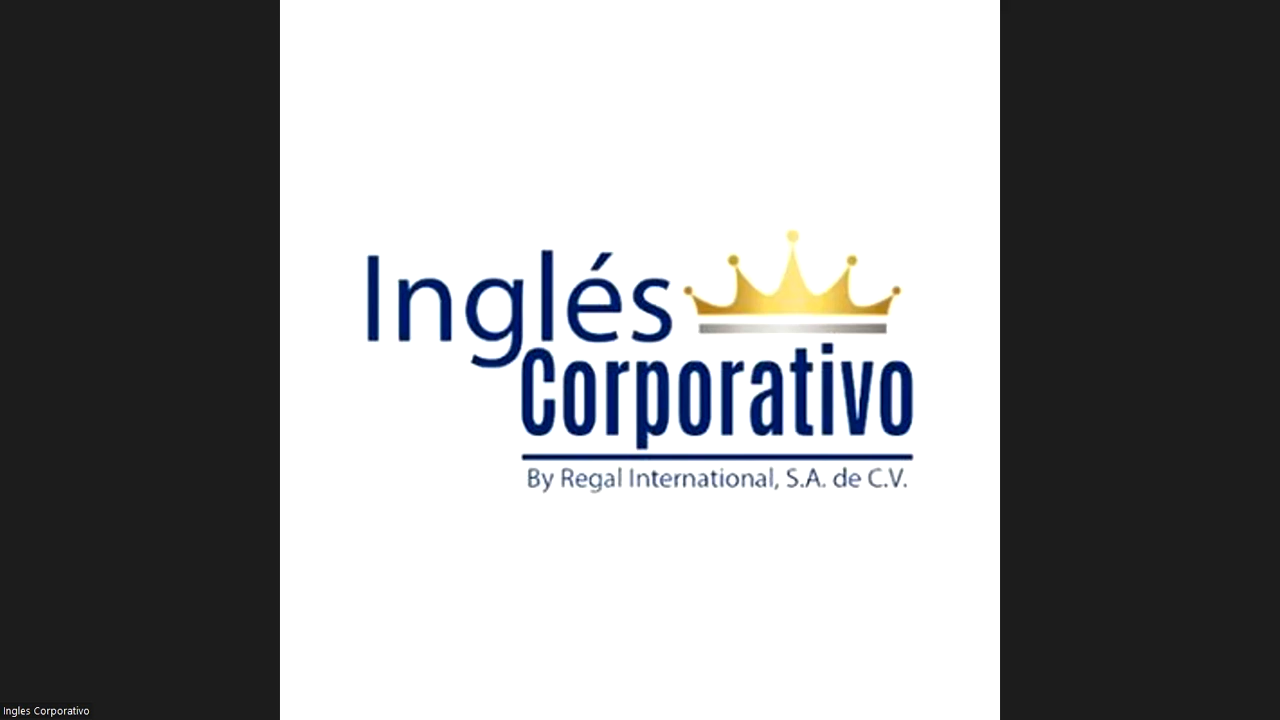 Inglés
Corporativo
By Regal International, S.A. de C.V.
Ingles Corporativo